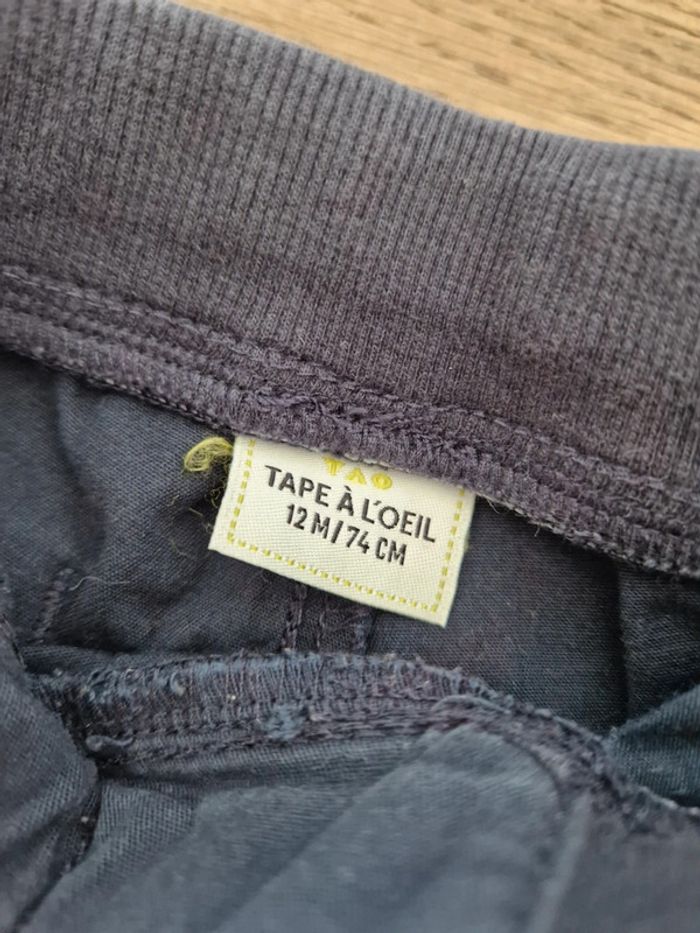 TAO
TAPE À L'OEIL
12 M / 74 CM